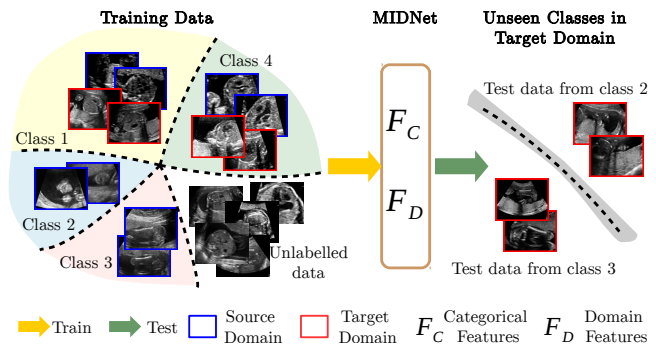 Training Data
MIDNet
Unseen Classes in
Target Domain
Class 4
Class 1
Class 2
Class 3
Unlabelled
data
F_C
F_D
Test data from class 2
Test data from class 3
Train
Test
Source
Domain
Target
Domain
F_C Categorical
Features
F_D Domain
Features